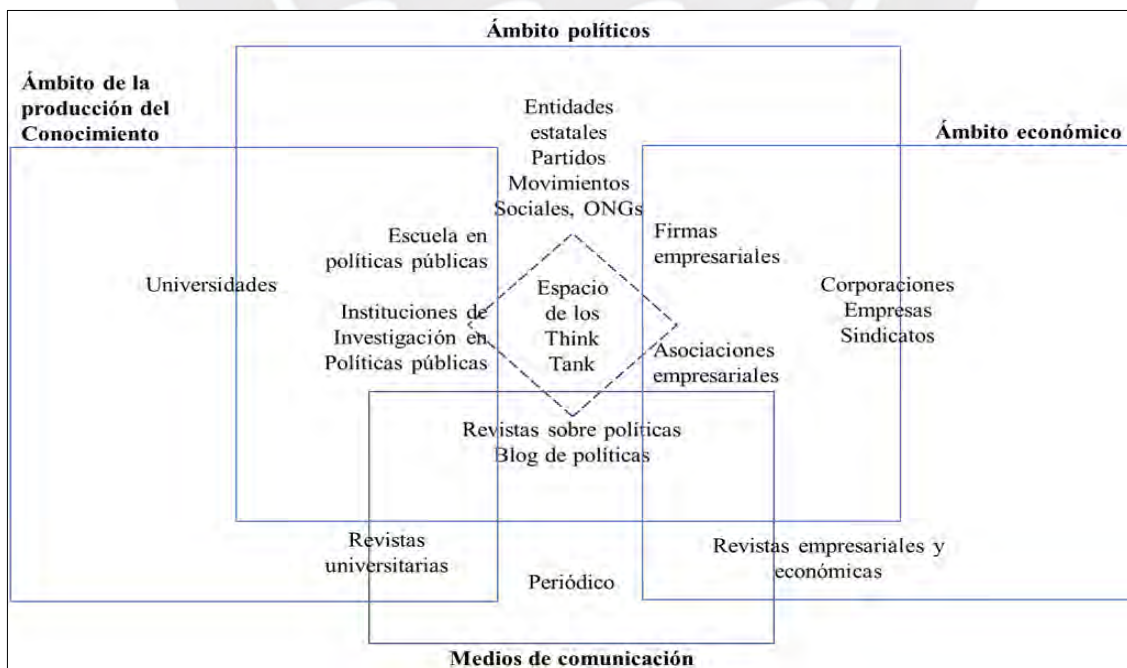 Ámbito políticos
Ámbito de la
producción del
Conocimiento
Ámbito económico
Entidades
estatales
Partidos
Movimientos
Sociales, ONGs
Escuela en
políticas públicas
Firmas
empresariales
Universidades
Espacio
de los
Think
Tank
Corporaciones
Empresas
Sindicatos
Instituciones de
Investigación en
Políticas públicas
Asociaciones
empresariales
Revistas sobre políticas
Blog de políticas
Revistas
universitarias
Periódico
Revistas empresariales y
económicas
Medios de comunicación